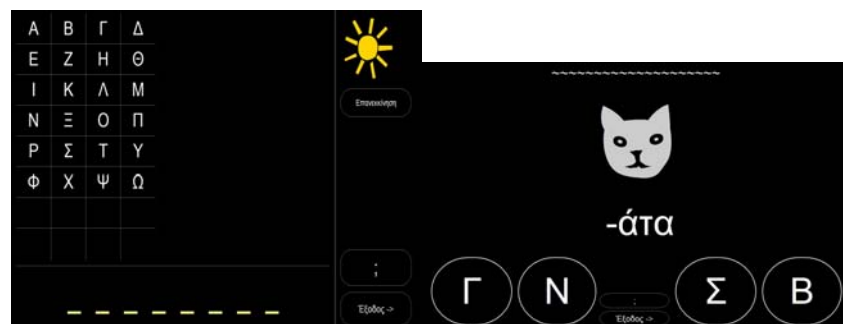 Α Β Γ Δ
Ε Ζ Η Θ
Ι Κ Λ Μ
Ν Ξ Ο Π
Ρ Σ Τ Υ
Φ Χ Ψ Ω
Επανεκκίνηση
;
Έξοδος ->
_ _ _ _ _ _ _ _
~~~~~~~~~~~~~~~~~~~~
-άτα
Γ Ν Σ Β
;
Έξοδος ->